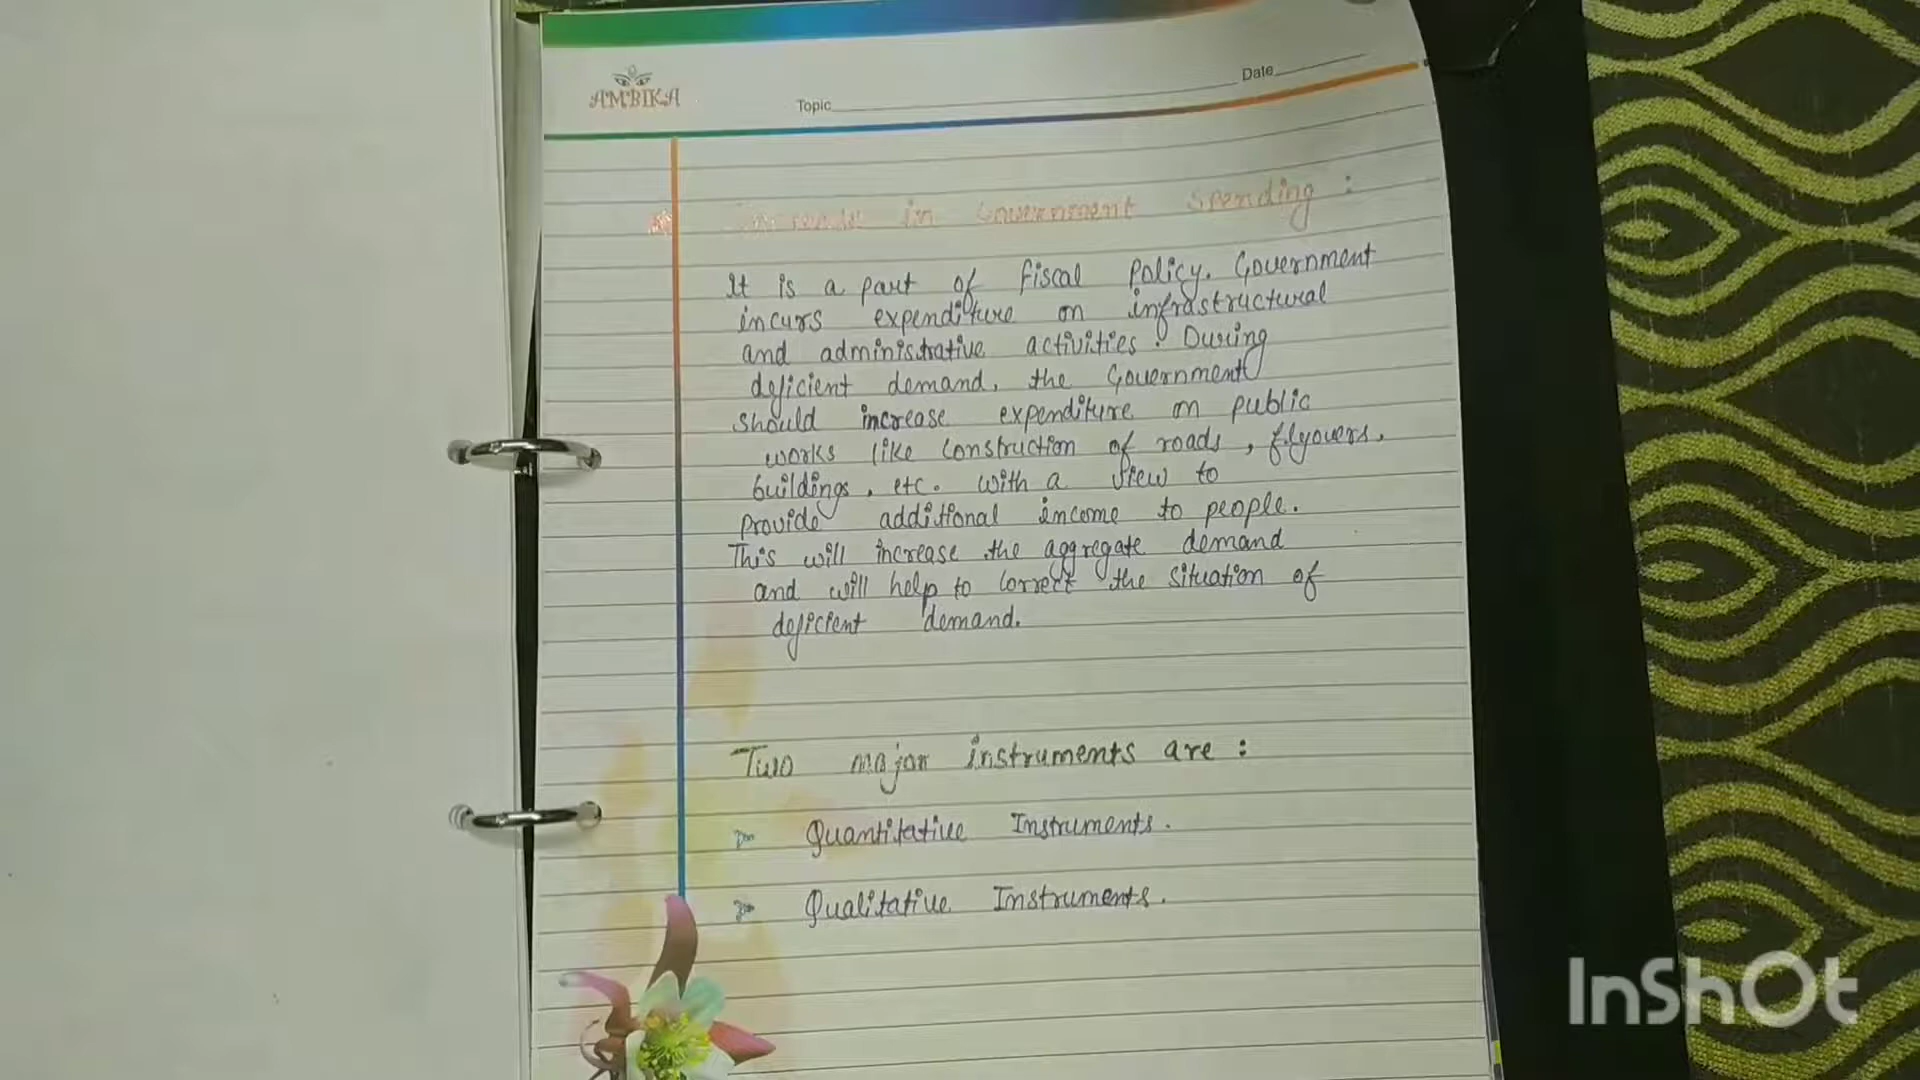 AMBIKA
Topic
Date
in Government Spending :
It is a part of fiscal Policy. Government
incurs expenditure on infrastructural
and administrative activities. During
deficient demand, the Government
should increase expenditure on public
works like construction of roads, flyovers,
buildings, etc. with a view to
provide additional income to people.
This will increase the aggregate demand
and will help to correct the situation of
deficient demand.
Two major instruments are :
Quantitative Instruments.
Qualitative Instruments.
InShOt